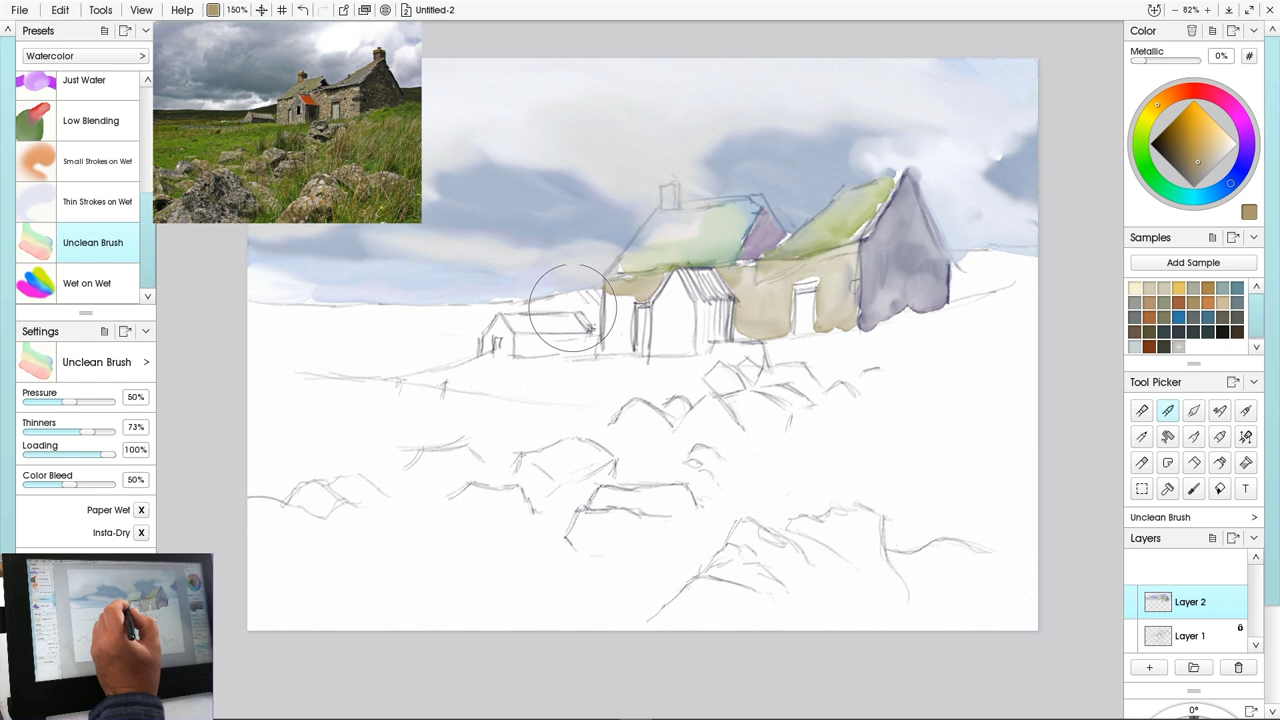 File Edit Tools View Help 150% 2 Untitled-2 82%
Presets
Watercolor >
Just Water
Low Blending
Small Strokes on Wet
Thin Strokes on Wet
Unclean Brush
Wet on Wet
Settings
Unclean Brush >
Pressure 50%
Thinners 73%
Loading 100%
Color Bleed 50%
Paper Wet X
Insta-Dry X
Color
Metallic 0% #
Samples
Add Sample
Tool Picker
T
Unclean Brush >
Layers
Layer 2
Layer 1
0°